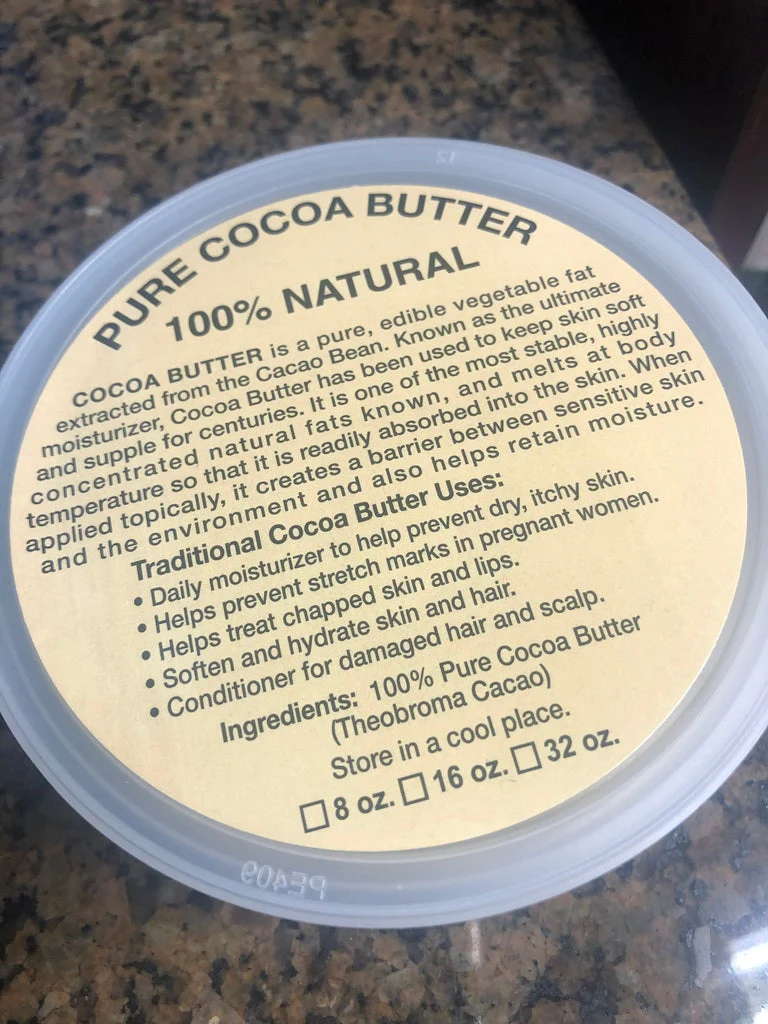 PURE COCOA BUTTER
100% NATURAL
COCOA BUTTER is a pure, edible vegetable fat
extracted from the Cacao Bean. Known as the ultimate
moisturizer, Cocoa Butter has been used to keep skin soft
and supple for centuries. It is one of the most stable, highly
concentrated natural fats known, and melts at body
temperature so that it is readily absorbed into the skin. When
applied topically, it creates a barrier between sensitive skin
and the environment and also helps retain moisture.
Traditional Cocoa Butter Uses:
• Daily moisturizer to help prevent dry, itchy skin.
• Helps prevent stretch marks in pregnant women.
• Helps treat chapped skin and lips.
• Soften and hydrate skin and hair.
• Conditioner for damaged hair and scalp.
Ingredients: 100% Pure Cocoa Butter
(Theobroma Cacao)
Store in a cool place.
☐ 8 oz. ☐ 16 oz. ☐ 32 oz.
PE409
12